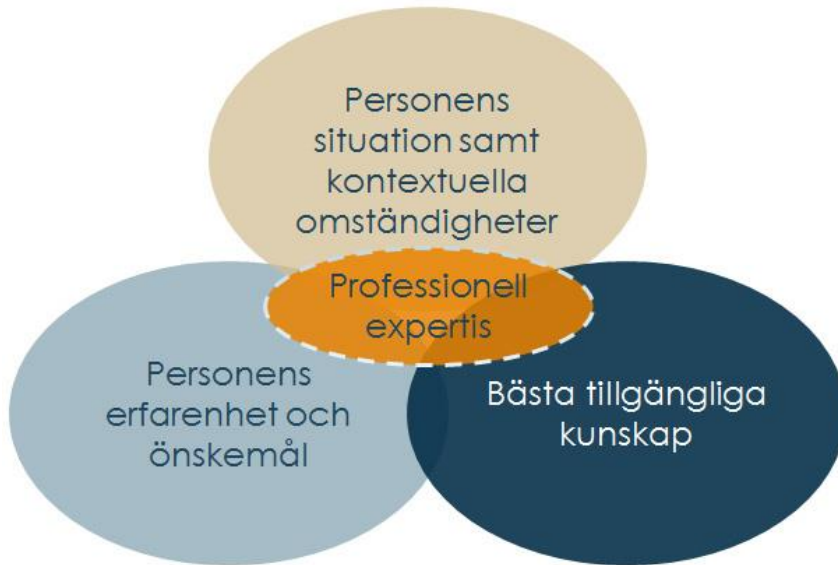 Personens
situation samt
kontextuella
omständigheter
Professionell
expertis
Personens
erfarenhet och
önskemål
Bästa tillgängliga
kunskap